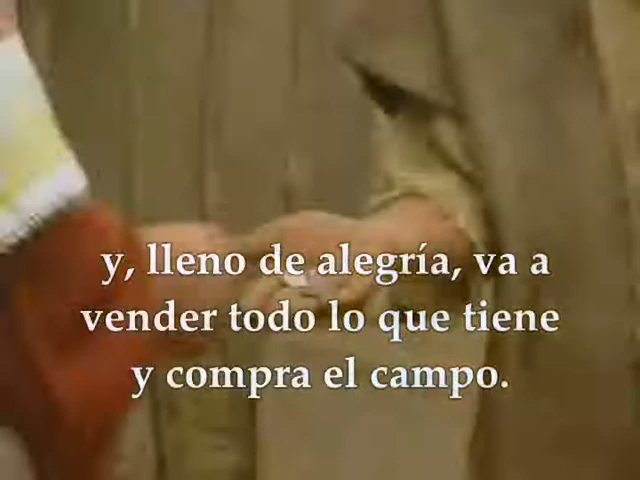 y, lleno de alegría, va a
vender todo lo que tiene
y compra el campo.